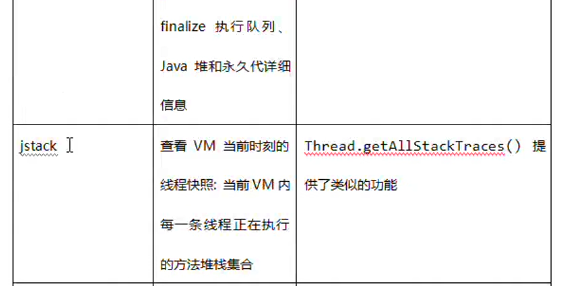 finalize 执行队列、
Java 堆和永久代详细
信息
jstack
查看 VM 当前时刻的
线程快照: 当前 VM 内
每一条线程正在执行
的方法堆栈集合
Thread.getAllStackTraces() 提
供了类似的功能